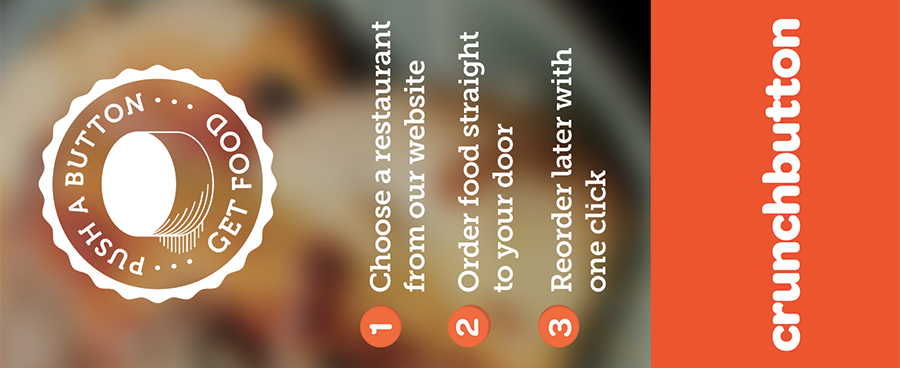 PUSH A BUTTON ...
GET FOOD ...
1 Choose a restaurant
from our website
2 Order food straight
to your door
3 Reorder later with
one click
crunchbutton